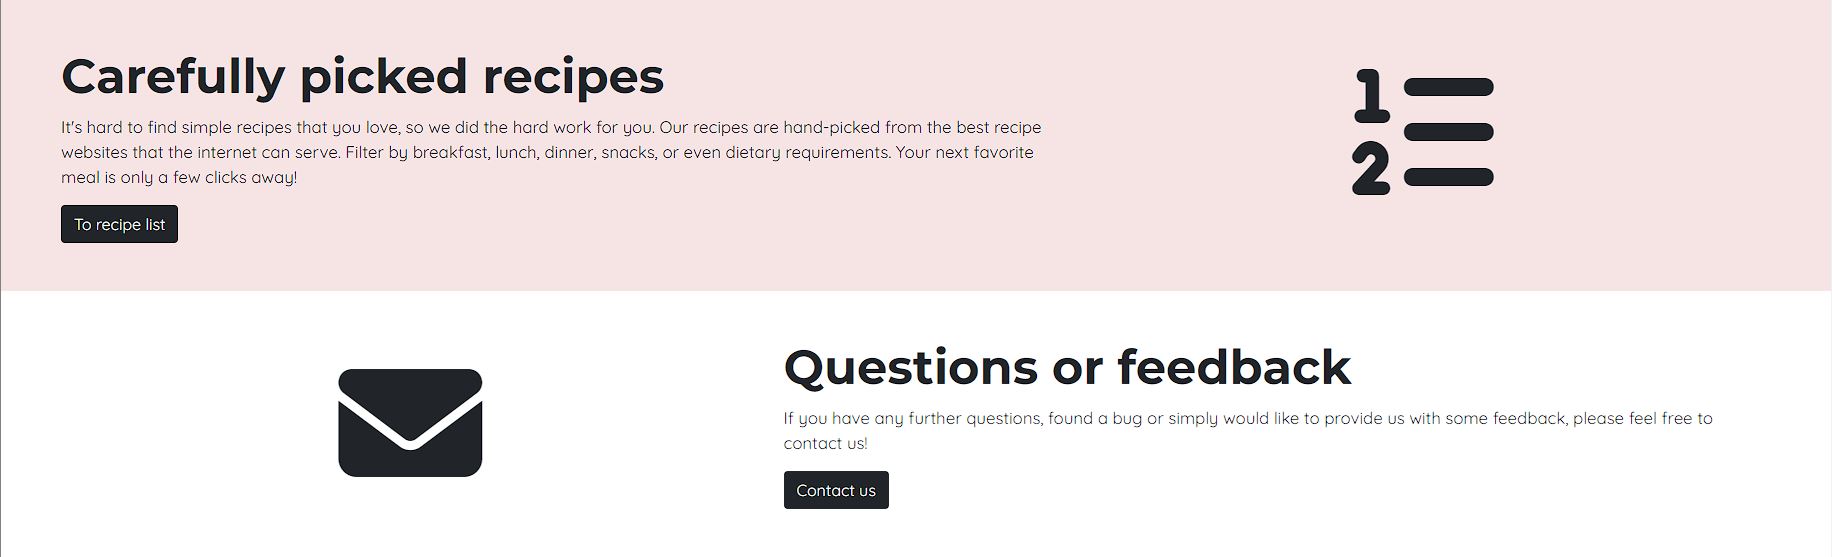 Carefully picked recipes
It's hard to find simple recipes that you love, so we did the hard work for you. Our recipes are hand-picked from the best recipe
websites that the internet can serve. Filter by breakfast, lunch, dinner, snacks, or even dietary requirements. Your next favorite
meal is only a few clicks away!
To recipe list
1
2
Questions or feedback
If you have any further questions, found a bug or simply would like to provide us with some feedback, please feel free to
contact us!
Contact us